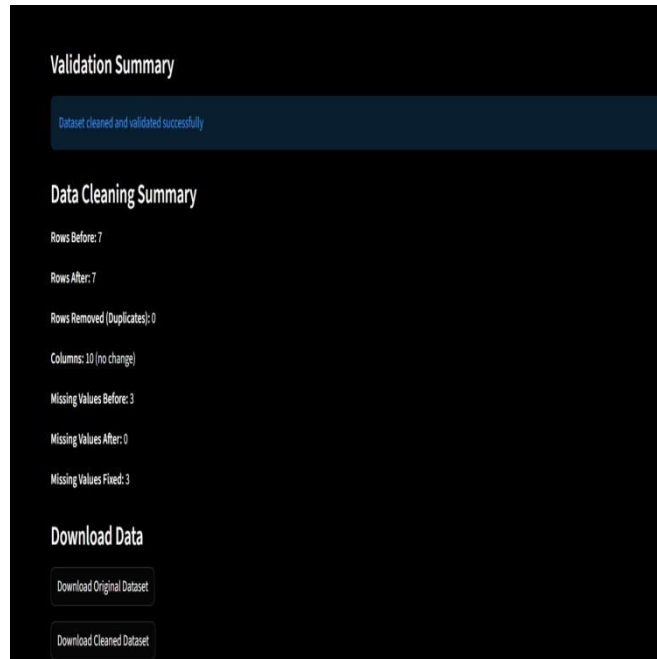 Validation Summary
Dataset cleaned and validated successfully
Data Cleaning Summary
Rows Before: 7
Rows After: 7
Rows Removed (Duplicates): 0
Columns: 10 (no change)
Missing Values Before: 3
Missing Values After: 0
Missing Values Fixed: 3
Download Data
Download Original Dataset
Download Cleaned Dataset